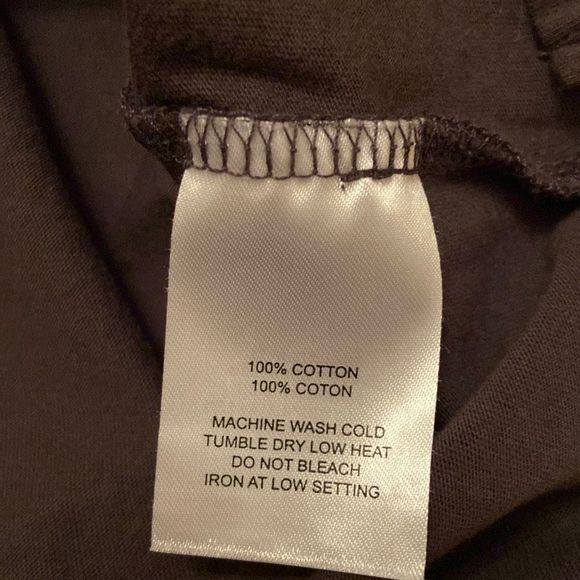 100% COTTON
100% COTON
MACHINE WASH COLD
TUMBLE DRY LOW HEAT
DO NOT BLEACH
IRON AT LOW SETTING